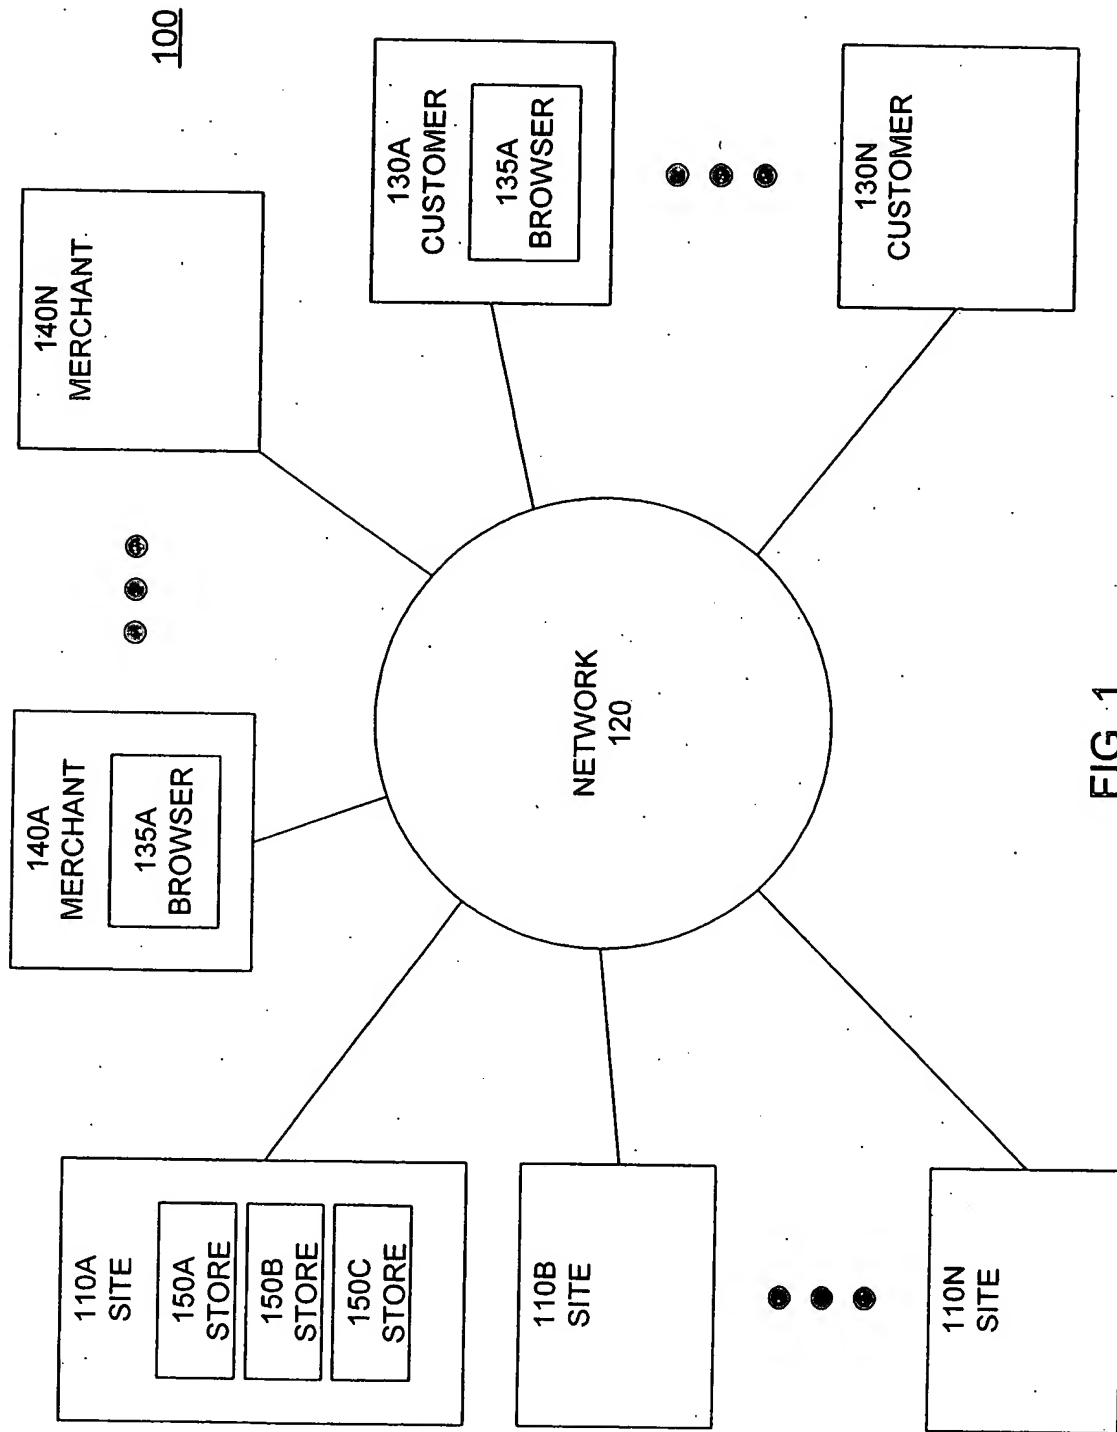 100
110A
SITE
150A
STORE
150B
STORE
150C
STORE
110B
SITE
110N
SITE
140A
MERCHANT
135A
BROWSER
140N
MERCHANT
NETWORK
120
130A
CUSTOMER
135A
BROWSER
130N
CUSTOMER
FIG. 1